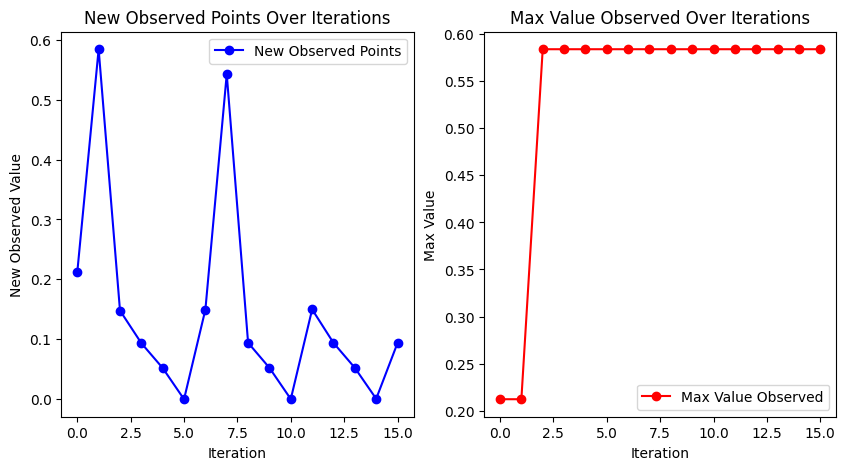 New Observed Points Over Iterations
New Observed Points
New Observed Value
0.6
0.5
0.4
0.3
0.2
0.1
0.0
0.0 2.5 5.0 7.5 10.0 12.5 15.0
Iteration
Max Value Observed Over Iterations
Max Value
0.60
0.55
0.50
0.45
0.40
0.35
0.30
0.25
0.20
Max Value Observed
0.0 2.5 5.0 7.5 10.0 12.5 15.0
Iteration